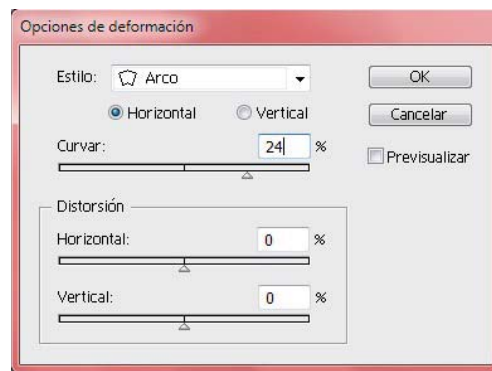 Opciones de deformación
Estilo: Arco
OK
Horizontal Vertical
Cancelar
Curvar: 24 %
Previsualizar
Distorsión
Horizontal: 0 %
Vertical: 0 %